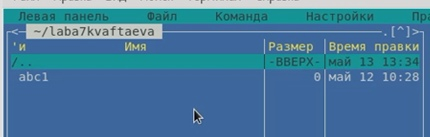 Левая панель Файл Команда Настройки
<─ ~/laba7kvaftaeva ─.[^]>
'и Имя Размер Время правки
/.. -ВВЕРХ- май 13 13:34
abc1 0 май 12 10:28